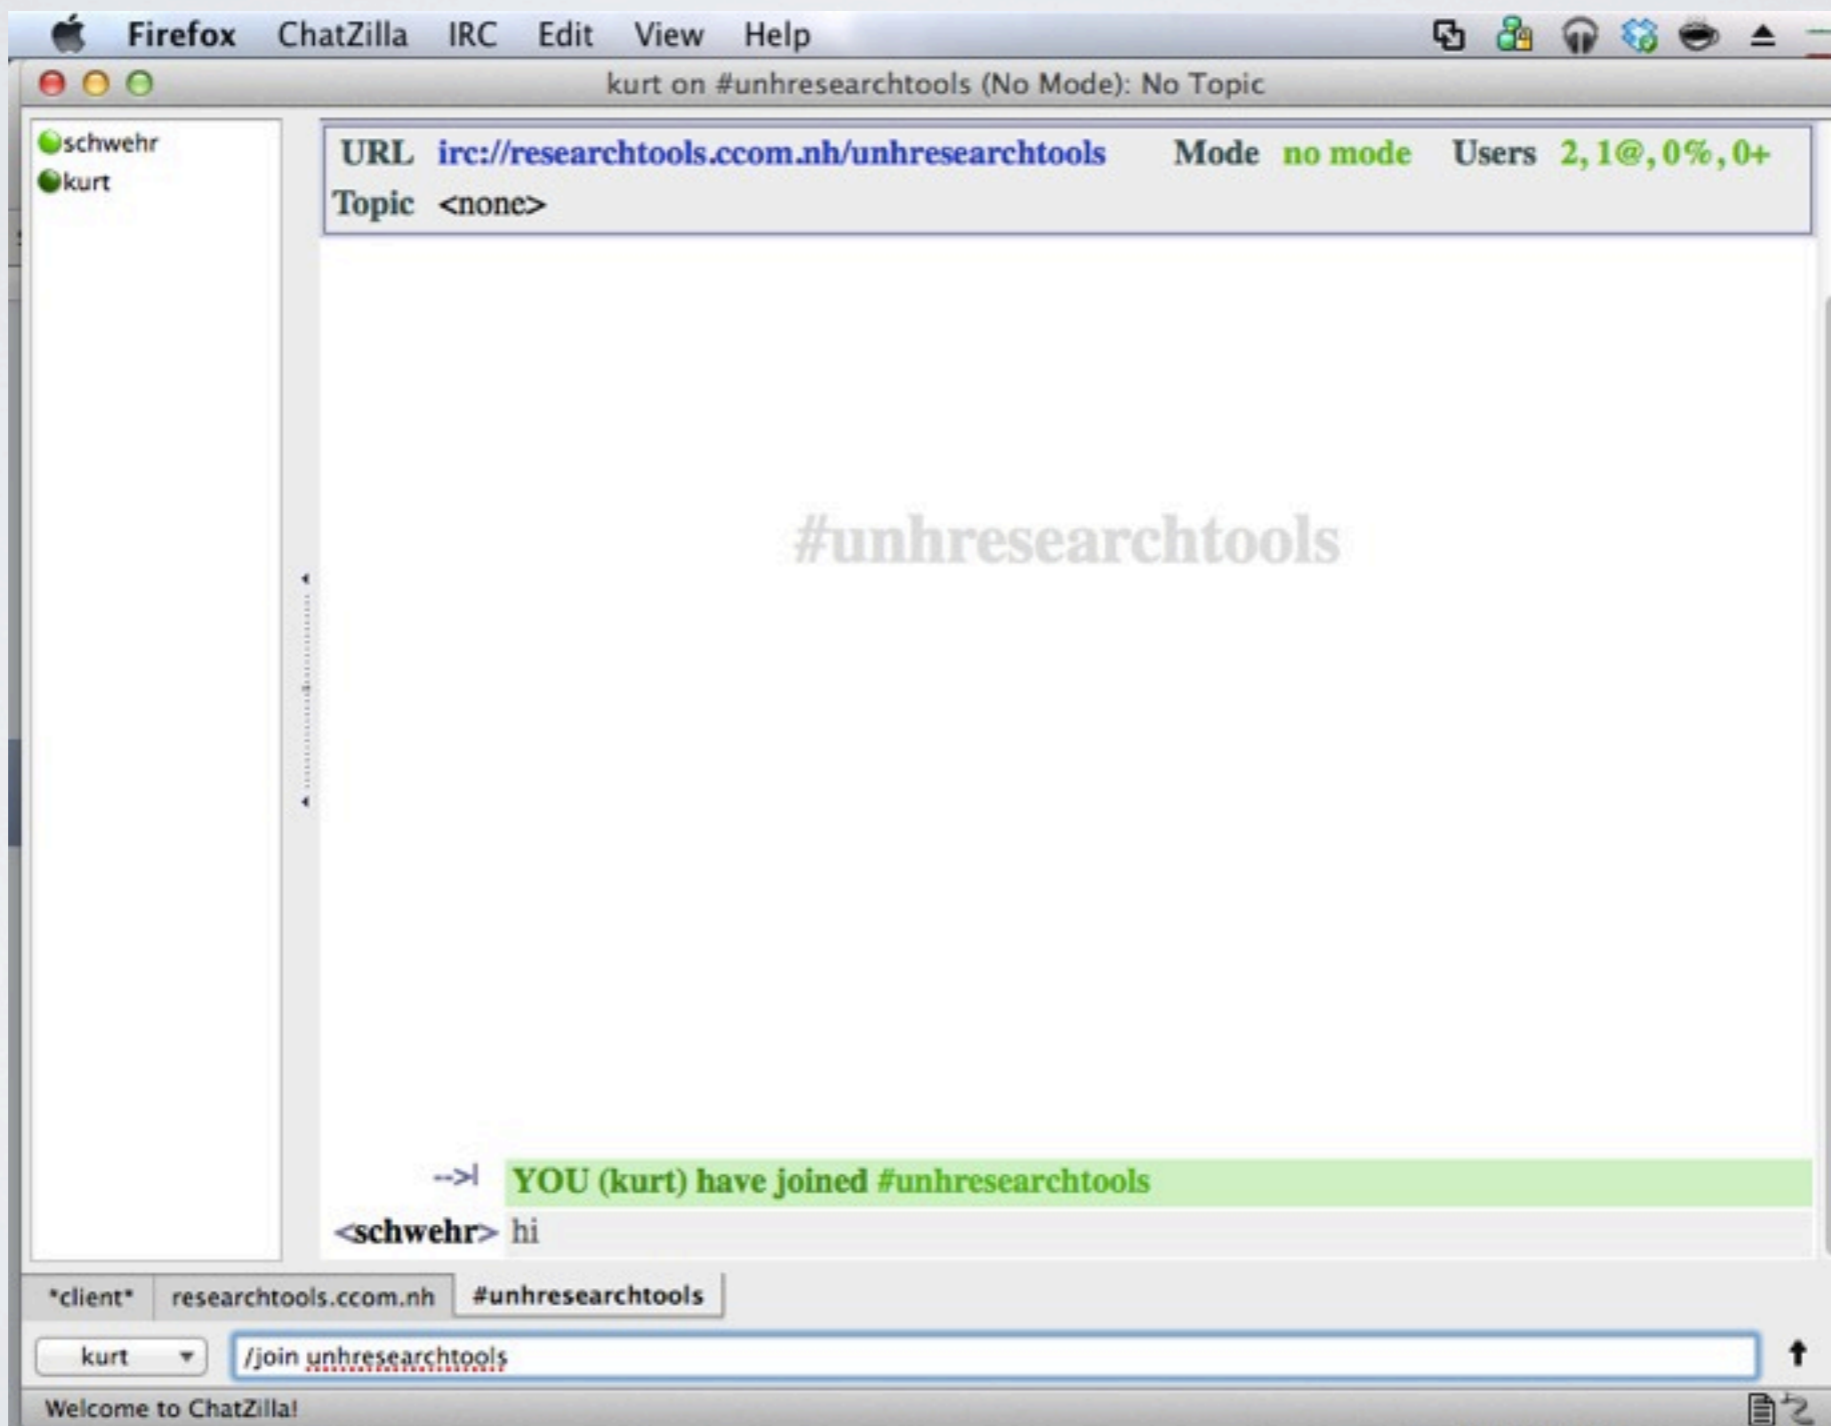 Firefox ChatZilla IRC Edit View Help
kurt on #unhresearchtools (No Mode): No Topic
schwehr
kurt
URL irc://researchtools.ccom.nh/unhresearchtools Mode no mode Users 2, 1@, 0%, 0+
Topic <none>
#unhresearchtools
-->| YOU (kurt) have joined #unhresearchtools
<schwehr> hi
*client* researchtools.ccom.nh #unhresearchtools
kurt /join unhresearchtools
Welcome to ChatZilla!